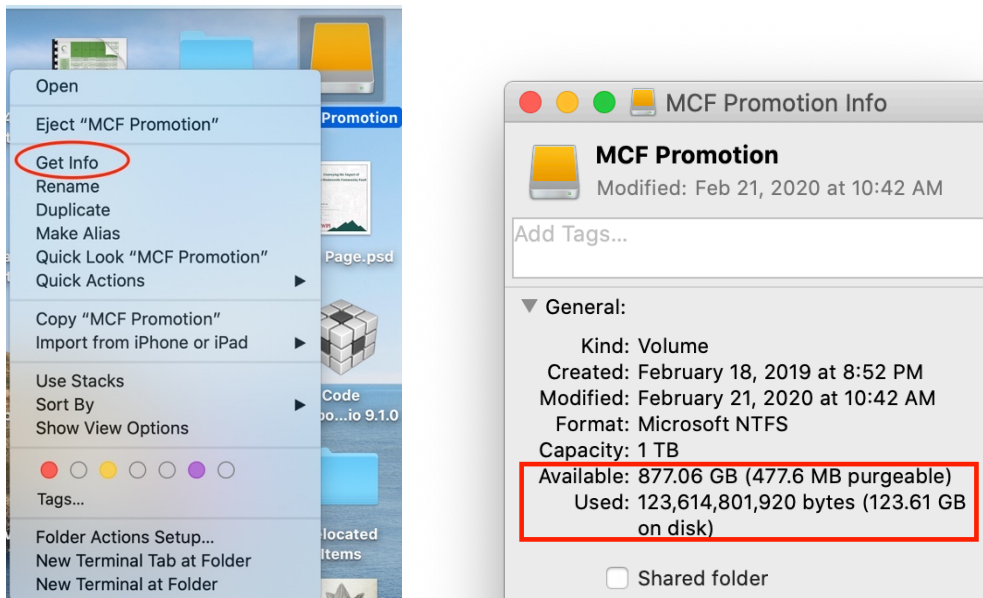 Open
Eject “MCF Promotion”
Get Info
Rename
Duplicate
Make Alias
Quick Look “MCF Promotion”
Quick Actions
Copy “MCF Promotion”
Import from iPhone or iPad
Use Stacks
Sort By
Show View Options
Tags...
Folder Actions Setup...
New Terminal Tab at Folder
New Terminal at Folder
Promotion
Page.psd
Code
io 9.1.0
Items
MCF Promotion Info
MCF Promotion
Modified: Feb 21, 2020 at 10:42 AM
Add Tags...
General:
Kind: Volume
Created: February 18, 2019 at 8:52 PM
Modified: February 21, 2020 at 10:42 AM
Format: Microsoft NTFS
Capacity: 1 TB
Available: 877.06 GB (477.6 MB purgeable)
Used: 123,614,801,920 bytes (123.61 GB
on disk)
Shared folder